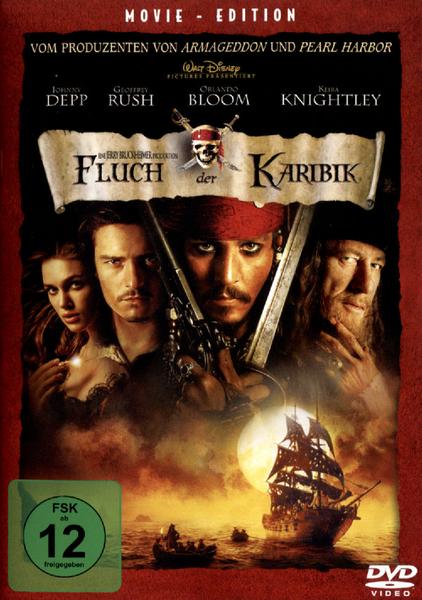 MOVIE - EDITION
VOM PRODUZENTEN VON ARMAGEDDON UND PEARL HARBOR
WALT DISNEY
PICTURES PRÄSENTIERT
JOHNNY DEPP
GEOFFREY RUSH
ORLANDO BLOOM
KEIRA KNIGHTLEY
EINE JERRY BRUCKHEIMER PRODUKTION
FLUCH der KARIBIK
FSK
ab
12
freigegeben
DVD
VIDEO